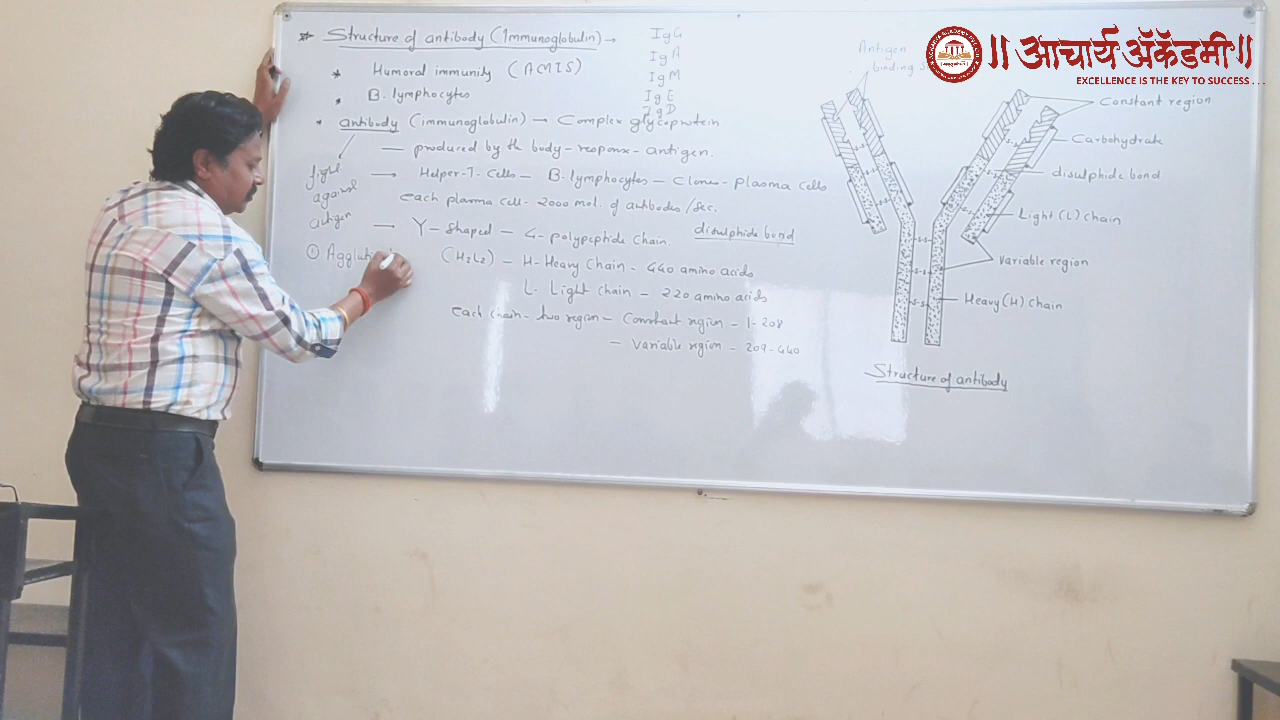 * Structure of antibody (Immunoglobulin) →
IgG
IgA
IgM
IgE
IgD
* Humoral immunity (AMIS)
* B. lymphocytes
* antibody (immunoglobulin) → Complex glycoprotein
— produced by th body - response - antigen.
fight
against
antigen
→ Helper-T. Cells — B. lymphocytes — Clones - plasma cells
each plasma cell - 2000 mol. of antibodies /sec.
→ Y - shaped - 4 - polypeptide chain. disulphide bond
① Aggluti
(H₂L₂) - H- Heavy Chain - 440 amino acids
L. Light chain - 220 amino acids
each chain - two region - Constant region - 1-208
- Variable region - 209-440
Antigen
binding
Constant region
Carbohydrate
disulphide bond
Light (L) chain
Variable region
Heavy (H) chain
Structure of antibody
॥ आचार्य ॲकॅडमी ॥
EXCELLENCE IS THE KEY TO SUCCESS . . .